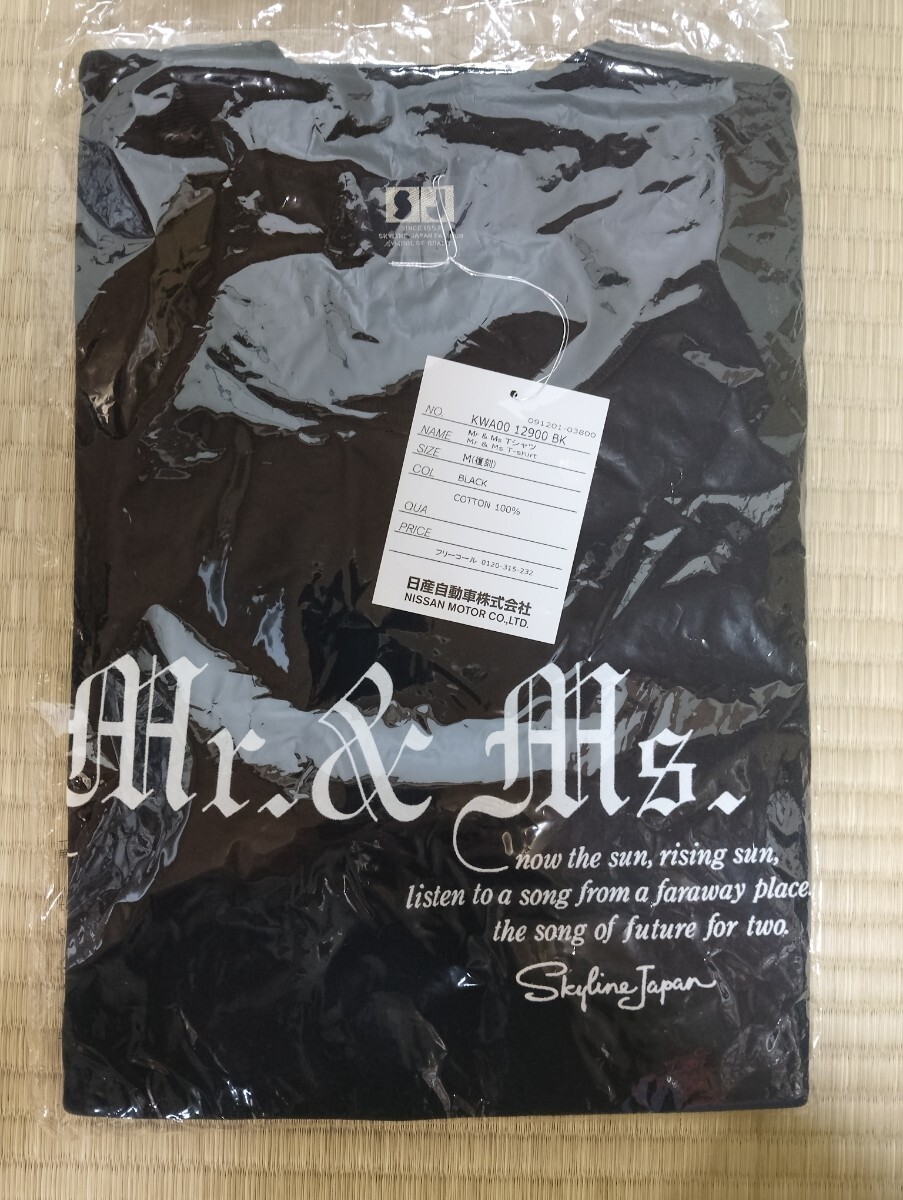 SINCE 1957
SKYLINE JAPAN
SYMBOL OF
091201-03800
NO. KWA00 12900 BK
NAME Mr & Ms Tシャツ
Mr & Ms T-shirt
SIZE M(復刻)
COL BLACK
COTTON 100%
QUA
PRICE
フリーコール 0120-315-232
日産自動車株式会社
NISSAN MOTOR CO.,LTD.
Mr. & Ms.
now the sun, rising sun,
listen to a song from a faraway place.
the song of future for two.
Skyline Japan